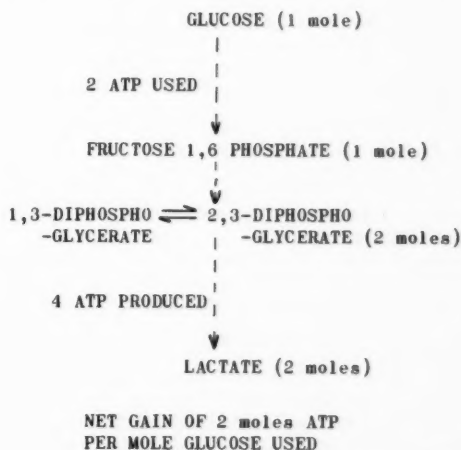 GLUCOSE (1 mole)
2 ATP USED
FRUCTOSE 1,6 PHOSPHATE (1 mole)
1,3-DIPHOSPHO 2,3-DIPHOSPHO
-GLYCERATE -GLYCERATE (2 moles)
4 ATP PRODUCED
LACTATE (2 moles)
NET GAIN OF 2 moles ATP
PER MOLE GLUCOSE USED